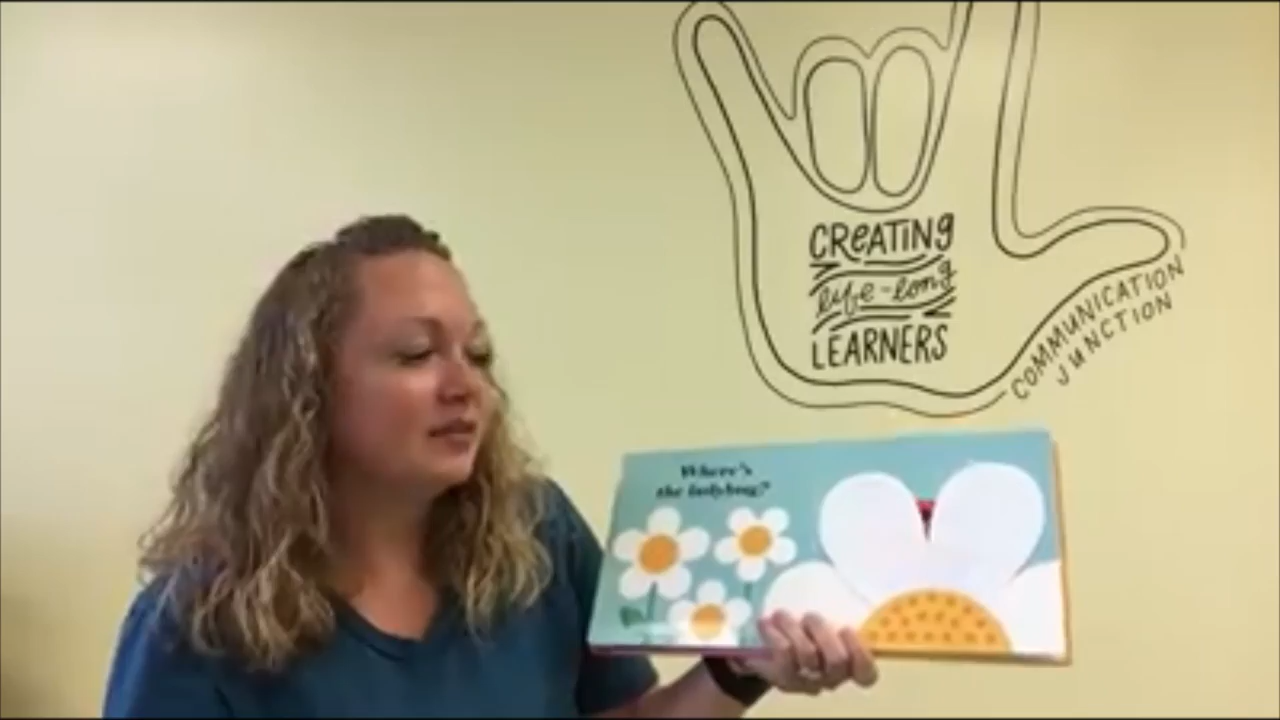 CREATING
life-long
LEARNERS
COMMUNICATION
JUNCTION
Where's
the ladybug?